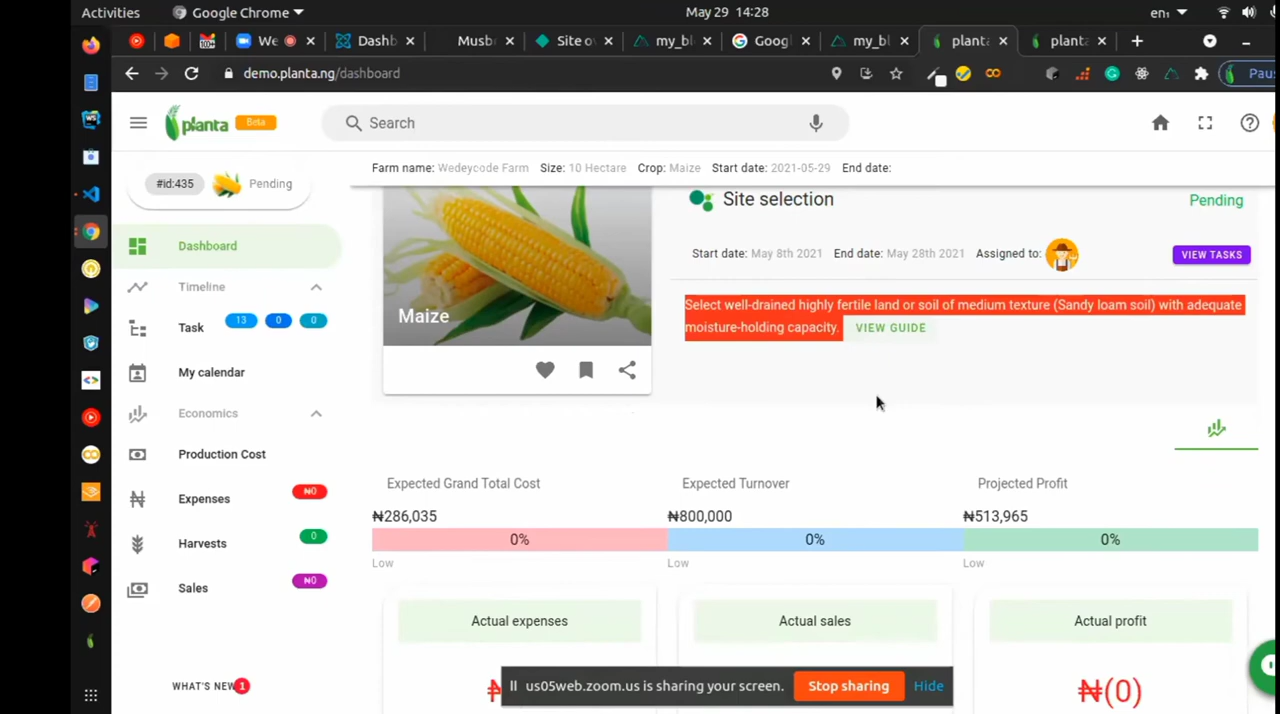 Activities
Google Chrome
May 29 14:28
en₁
We
Dashb
Musb
Site o
my_bl
Googl
my_bl
planta
planta
demo.planta.ng/dashboard
Pau
planta
Beta
Search
#id:435
Pending
Farm name: Wedeycode Farm Size: 10 Hectare Crop: Maize Start date: 2021-05-29 End date:
Dashboard
Timeline
Task
13
0
0
My calendar
Economics
Production Cost
Expenses
₦0
Harvests
0
Sales
₦0
WHAT'S NEW
1
Maize
Site selection
Pending
Start date: May 8th 2021 End date: May 28th 2021 Assigned to:
VIEW TASKS
Select well-drained highly fertile land or soil of medium texture (Sandy loam soil) with adequate
moisture-holding capacity. VIEW GUIDE
Expected Grand Total Cost
Expected Turnover
Projected Profit
₦286,035
₦800,000
₦513,965
0%
0%
0%
Low
Low
Low
Actual expenses
Actual sales
Actual profit
₦(0)
us05web.zoom.us is sharing your screen.
Stop sharing
Hide